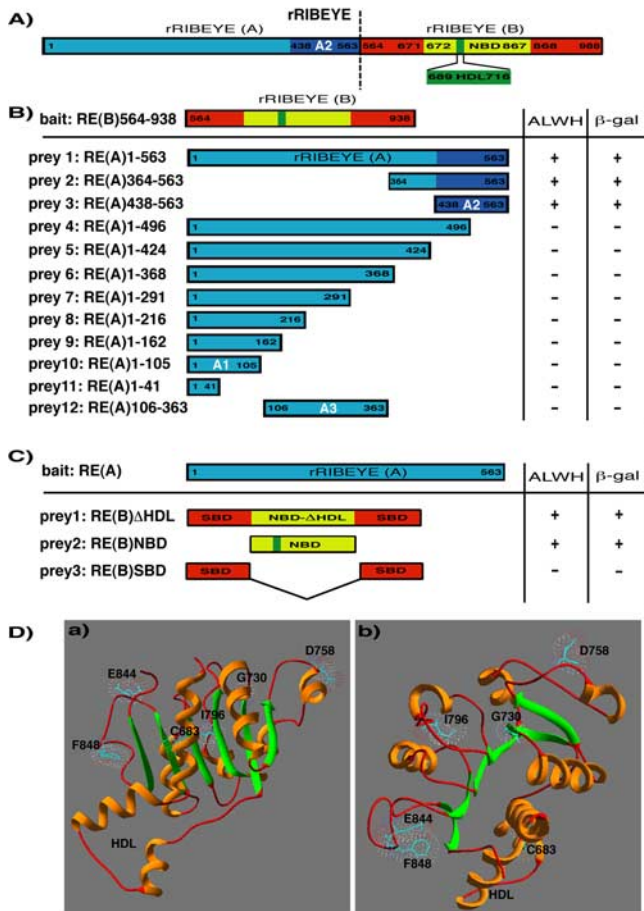 A)
rRIBEYE
rRIBEYE (A)
rRIBEYE (B)
1 438 A2 563 564 671 672 NBD 867 868 988
689 HDL 716
rRIBEYE (B)
B)
bait: RE(B)564-938 564 938 ALWH β-gal
prey 1: RE(A)1-563 1 rRIBEYE (A) 563 + +
prey 2: RE(A)364-563 364 563 + +
prey 3: RE(A)438-563 438 A2 563 + +
prey 4: RE(A)1-496 1 496 – –
prey 5: RE(A)1-424 1 424 – –
prey 6: RE(A)1-368 1 368 – –
prey 7: RE(A)1-291 1 291 – –
prey 8: RE(A)1-216 1 216 – –
prey 9: RE(A)1-162 1 162 – –
prey10: RE(A)1-105 1 A1 105 – –
prey11: RE(A)1-41 1 41 – –
prey12: RE(A)106-363 106 A3 363 – –
C)
bait: RE(A) 1 rRIBEYE (A) 563 ALWH β-gal
prey1: RE(B)ΔHDL SBD NBD-ΔHDL SBD + +
prey2: RE(B)NBD NBD + +
prey3: RE(B)SBD SBD SBD – –
D)
a)
E844
G730
D758
I796
C683
F848
HDL
b)
D758
I796
G730
E844
F848
C683
HDL